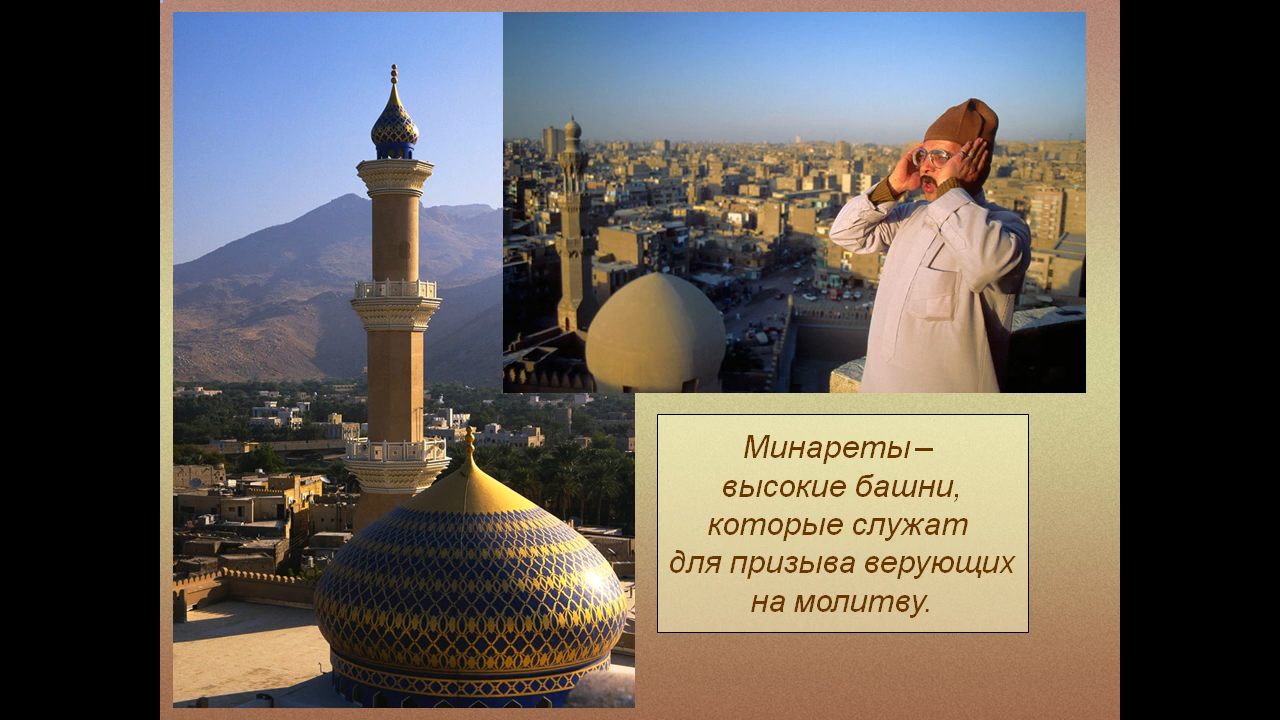 Минареты –
высокие башни,
которые служат
для призыва верующих
на молитву.